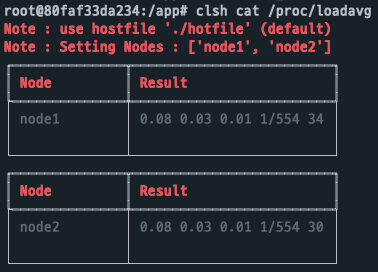 root@80faf33da234:/app# clsh cat /proc/loadavg
Note : use hostfile './hotfile' (default)
Note : Setting Nodes : ['node1', 'node2']
Node Result
node1 0.08 0.03 0.01 1/554 34
Node Result
node2 0.08 0.03 0.01 1/554 30